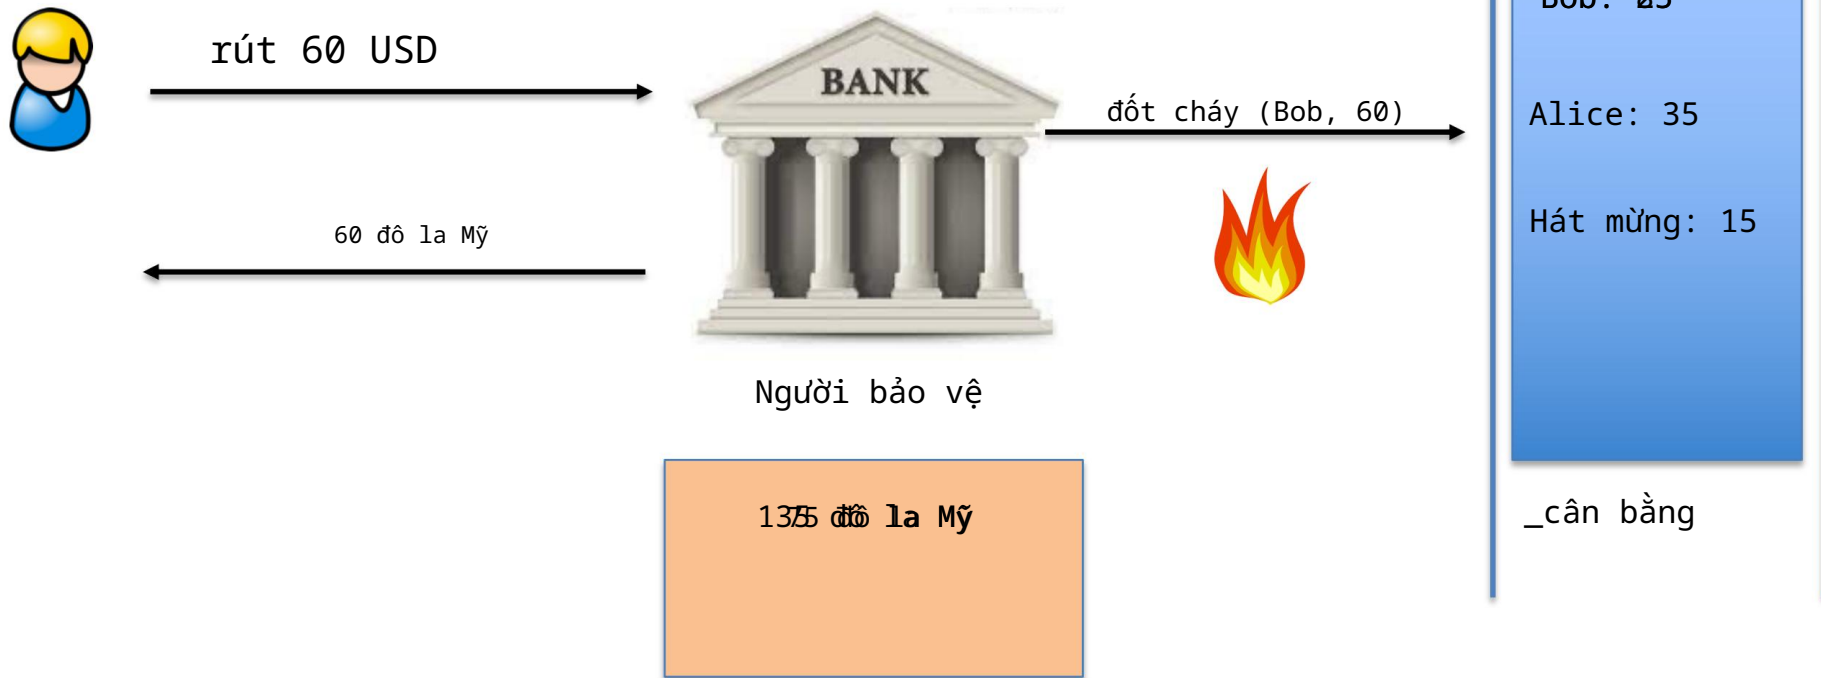 Bob:
rút 60 USD
BANK
đốt cháy (Bob, 60)
Alice: 35
Hát mừng: 15
60 đô la Mỹ
Người bảo vệ
la Mỹ
_cân bằng